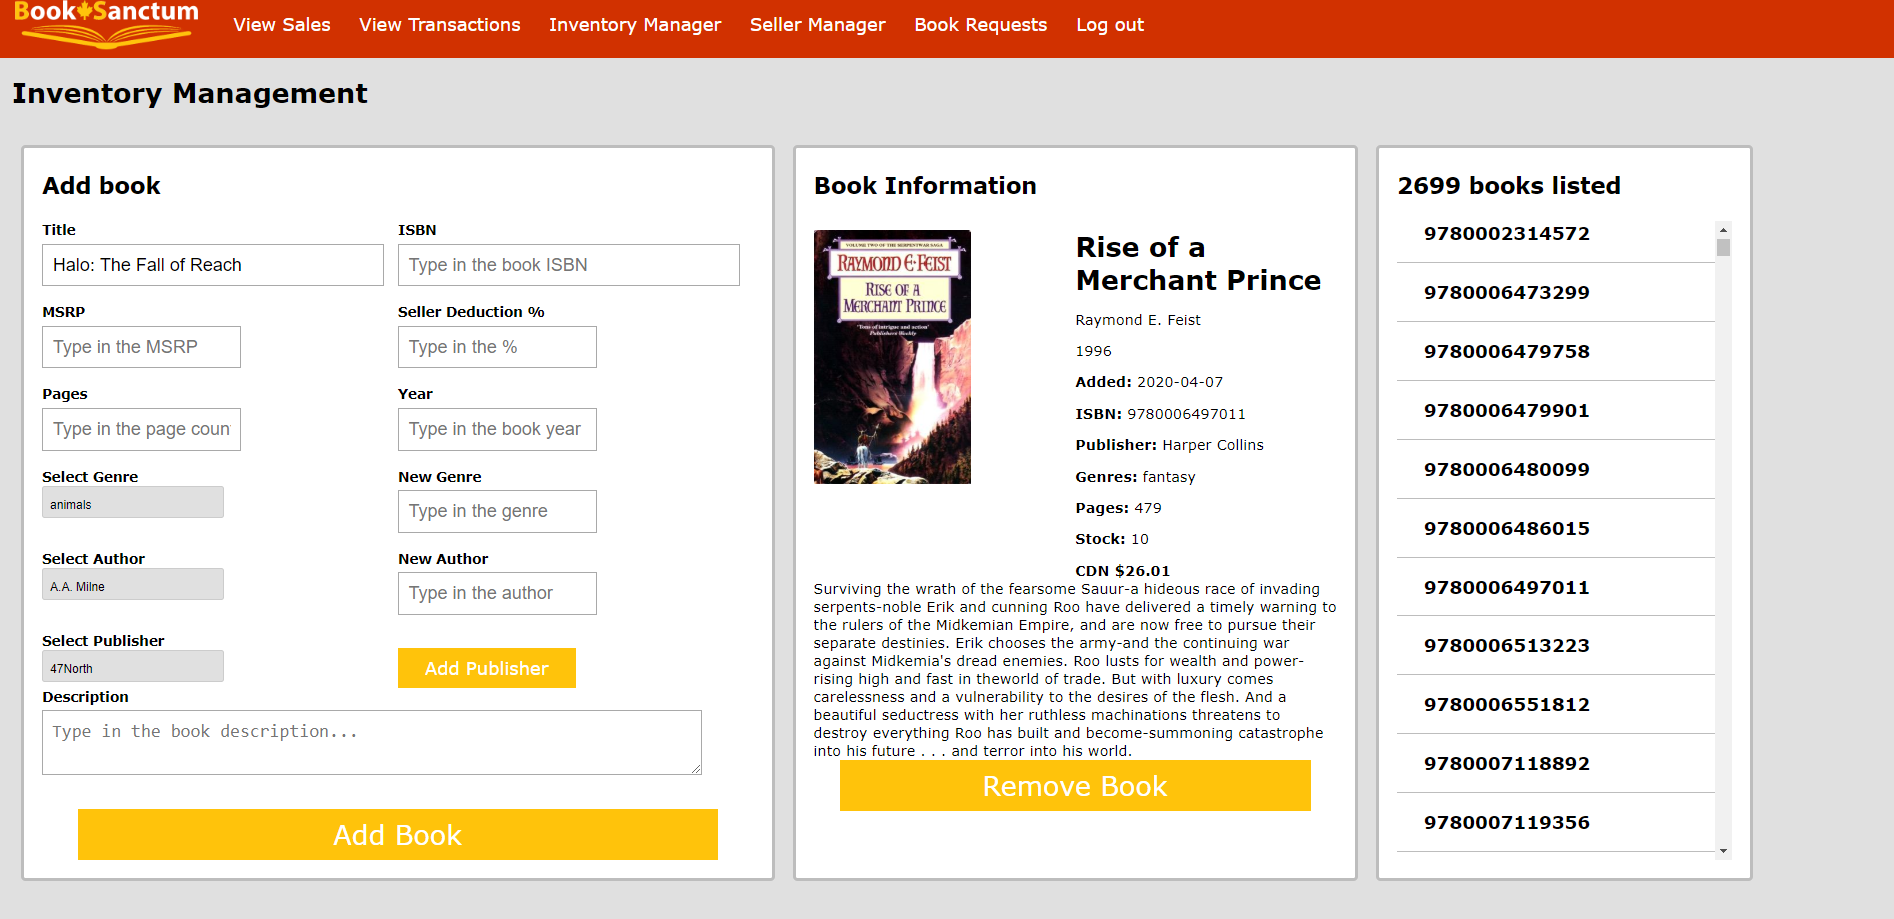 Book Sanctum
View Sales
View Transactions
Inventory Manager
Seller Manager
Book Requests
Log out
Inventory Management
Add book
Title
ISBN
Halo: The Fall of Reach
Type in the book ISBN
MSRP
Seller Deduction %
Type in the MSRP
Type in the %
Pages
Year
Type in the page coun
Type in the book year
Select Genre
New Genre
animals
Type in the genre
Select Author
New Author
A.A. Milne
Type in the author
Select Publisher
47North
Add Publisher
Description
Type in the book description...
Add Book
Book Information
VOLUME TWO OF THE SERPENTWAR SAGA
RAYMOND E·FEIST
RISE OF A
MERCHANT PRINCE
'Tons of intrigue and action'
Publishers Weekly
Rise of a
Merchant Prince
Raymond E. Feist
1996
Added: 2020-04-07
ISBN: 9780006497011
Publisher: Harper Collins
Genres: fantasy
Pages: 479
Stock: 10
CDN $26.01
Surviving the wrath of the fearsome Sauur-a hideous race of invading
serpents-noble Erik and cunning Roo have delivered a timely warning to
the rulers of the Midkemian Empire, and are now free to pursue their
separate destinies. Erik chooses the army-and the continuing war
against Midkemia's dread enemies. Roo lusts for wealth and power-
rising high and fast in theworld of trade. But with luxury comes
carelessness and a vulnerability to the desires of the flesh. And a
beautiful seductress with her ruthless machinations threatens to
destroy everything Roo has built and become-summoning catastrophe
into his future . . . and terror into his world.
Remove Book
2699 books listed
9780002314572
9780006473299
9780006479758
9780006479901
9780006480099
9780006486015
9780006497011
9780006513223
9780006551812
9780007118892
9780007119356